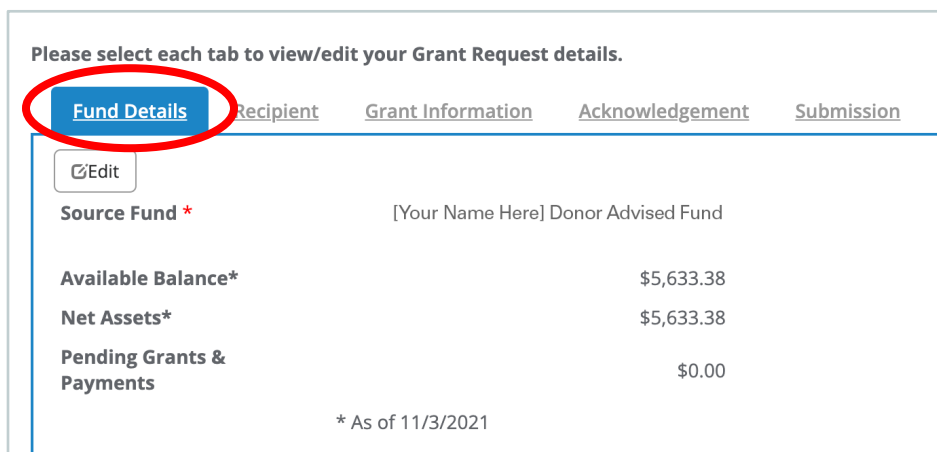 Please select each tab to view/edit your Grant Request details.
Fund Details Recipient Grant Information Acknowledgement Submission
Edit
Source Fund * [Your Name Here] Donor Advised Fund
Available Balance* $5,633.38
Net Assets* $5,633.38
Pending Grants &
Payments $0.00
* As of 11/3/2021